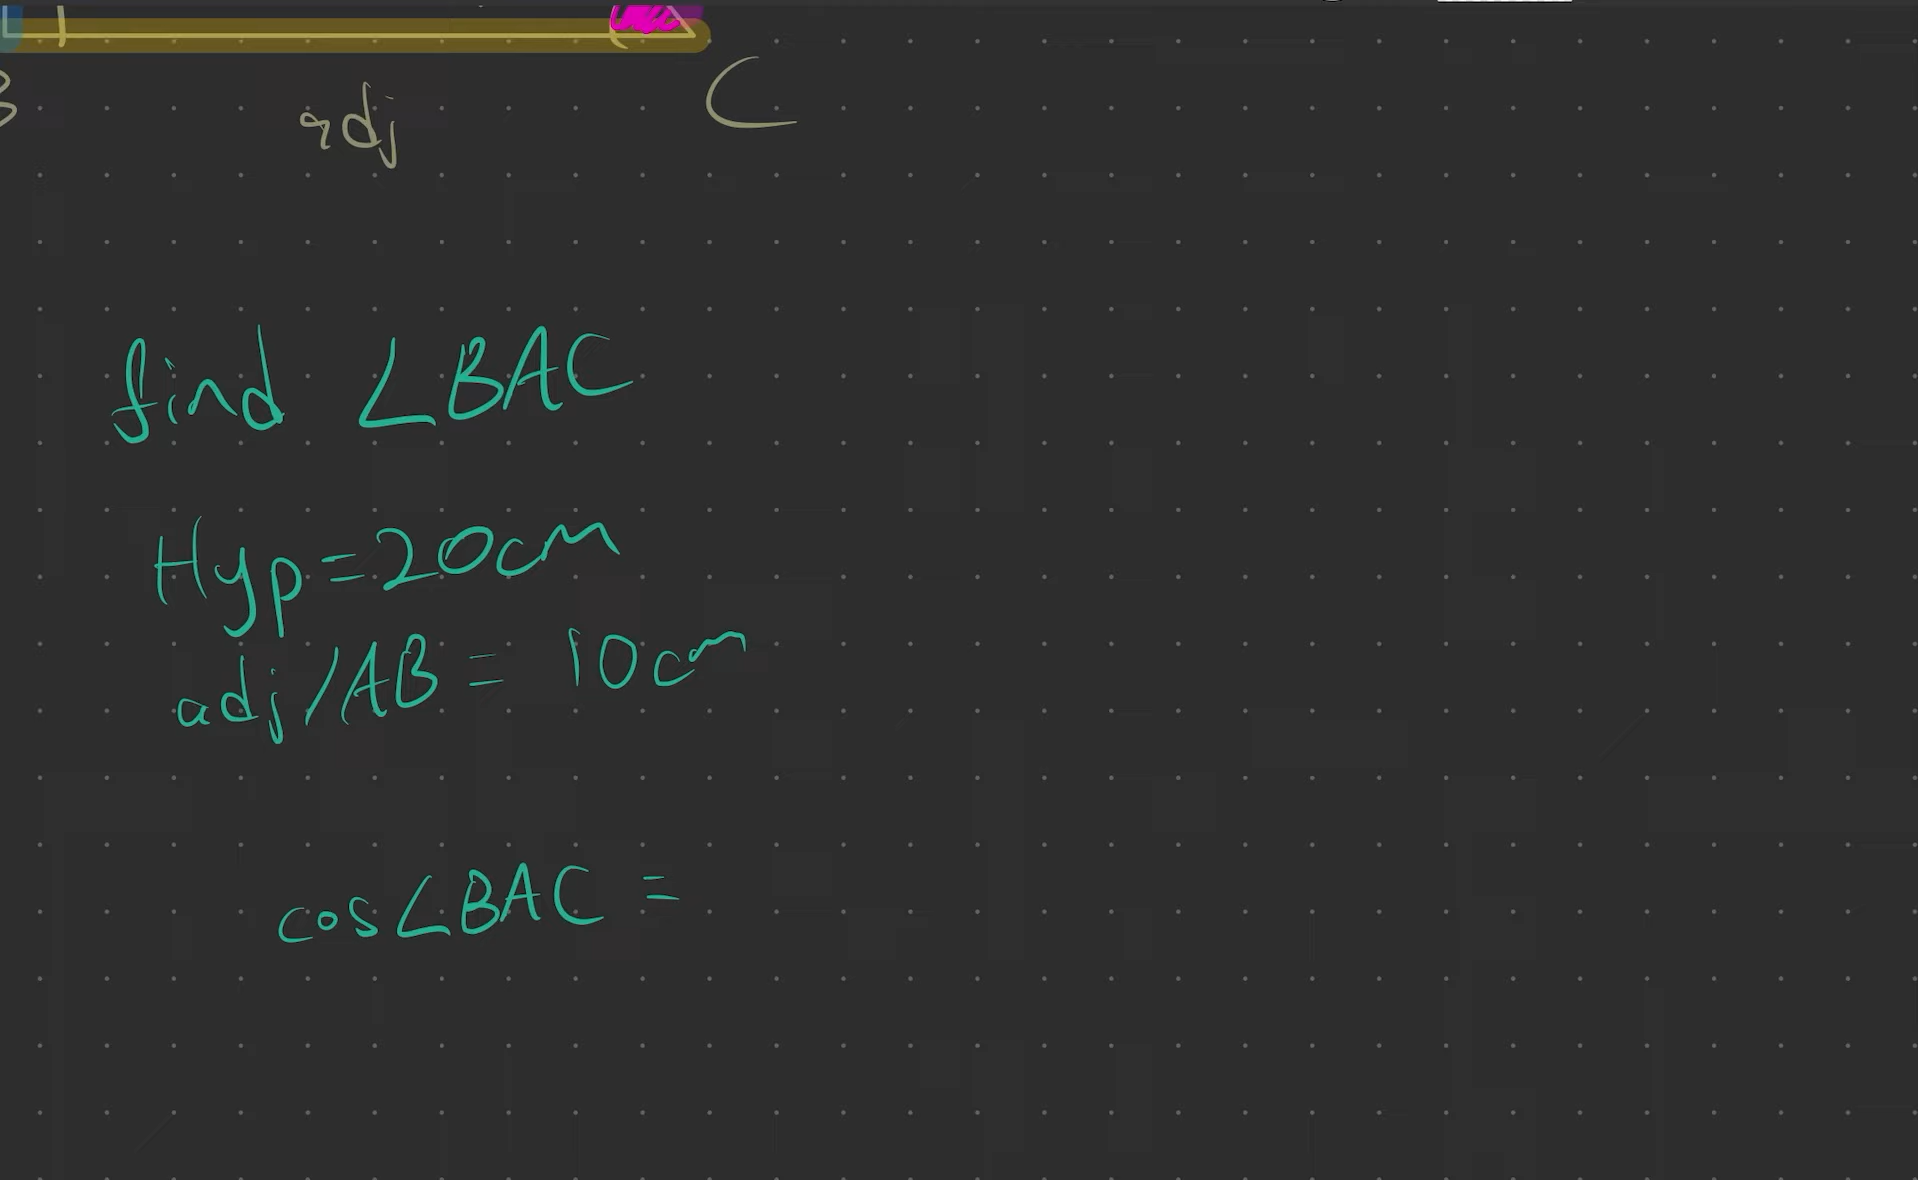 adj C
find ∠BAC
Hyp=20cm
adj/AB = 10cm
cos∠BAC =